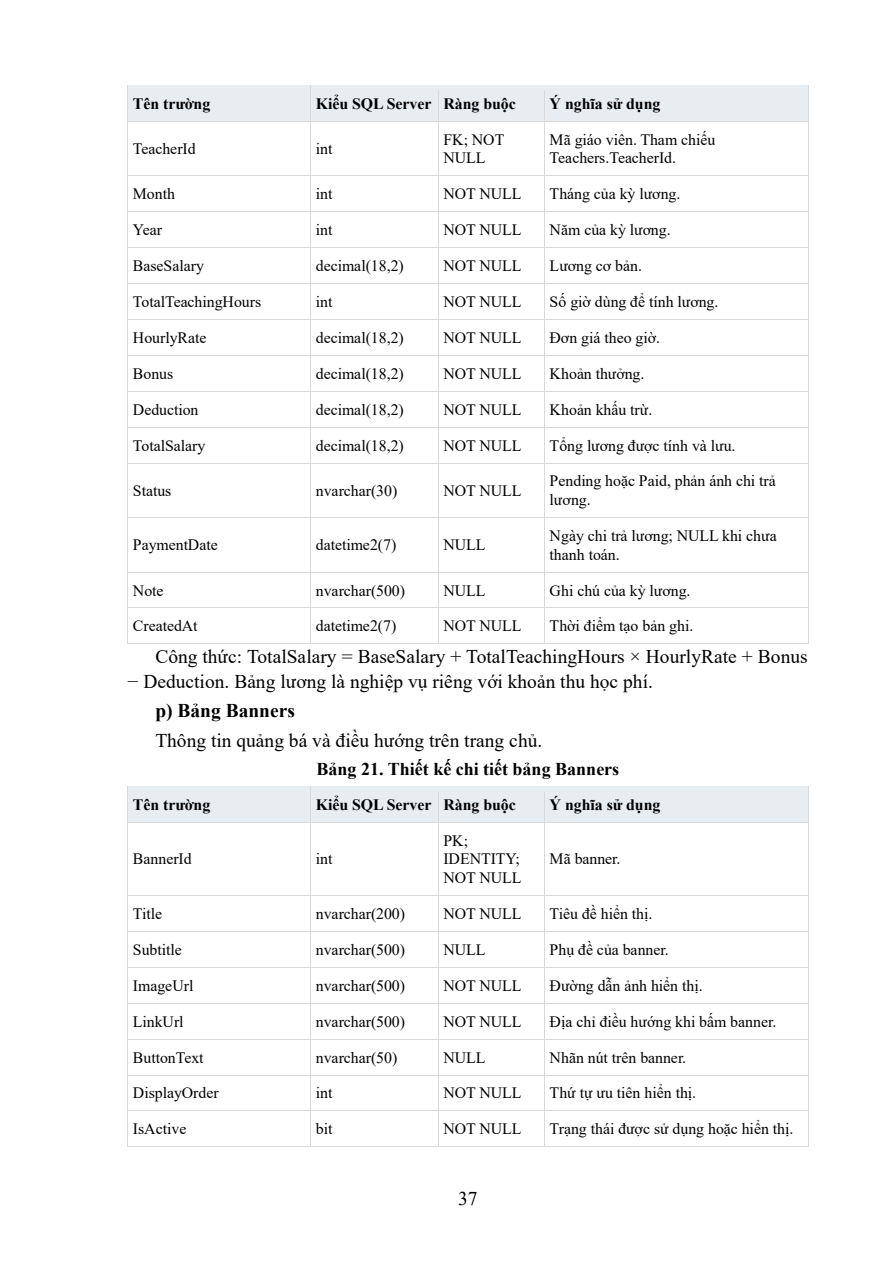 Tên trường Kiểu SQL Server Ràng buộc Ý nghĩa sử dụng
TeacherId int FK; NOT NULL Mã giáo viên. Tham chiếu Teachers.TeacherId.
Month int NOT NULL Tháng của kỳ lương.
Year int NOT NULL Năm của kỳ lương.
BaseSalary decimal(18,2) NOT NULL Lương cơ bản.
TotalTeachingHours int NOT NULL Số giờ dùng để tính lương.
HourlyRate decimal(18,2) NOT NULL Đơn giá theo giờ.
Bonus decimal(18,2) NOT NULL Khoản thưởng.
Deduction decimal(18,2) NOT NULL Khoản khấu trừ.
TotalSalary decimal(18,2) NOT NULL Tổng lương được tính và lưu.
Status nvarchar(30) NOT NULL Pending hoặc Paid, phản ánh chi trả lương.
PaymentDate datetime2(7) NULL Ngày chi trả lương; NULL khi chưa thanh toán.
Note nvarchar(500) NULL Ghi chú của kỳ lương.
CreatedAt datetime2(7) NOT NULL Thời điểm tạo bản ghi.
Công thức: TotalSalary = BaseSalary + TotalTeachingHours × HourlyRate + Bonus
− Deduction. Bảng lương là nghiệp vụ riêng với khoản thu học phí.
p) Bảng Banners
Thông tin quảng bá và điều hướng trên trang chủ.
Bảng 21. Thiết kế chi tiết bảng Banners
Tên trường Kiểu SQL Server Ràng buộc Ý nghĩa sử dụng
BannerId int PK; IDENTITY; NOT NULL Mã banner.
Title nvarchar(200) NOT NULL Tiêu đề hiển thị.
Subtitle nvarchar(500) NULL Phụ đề của banner.
ImageUrl nvarchar(500) NOT NULL Đường dẫn ảnh hiển thị.
LinkUrl nvarchar(500) NOT NULL Địa chỉ điều hướng khi bấm banner.
ButtonText nvarchar(50) NULL Nhãn nút trên banner.
DisplayOrder int NOT NULL Thứ tự ưu tiên hiển thị.
IsActive bit NOT NULL Trạng thái được sử dụng hoặc hiển thị.
37